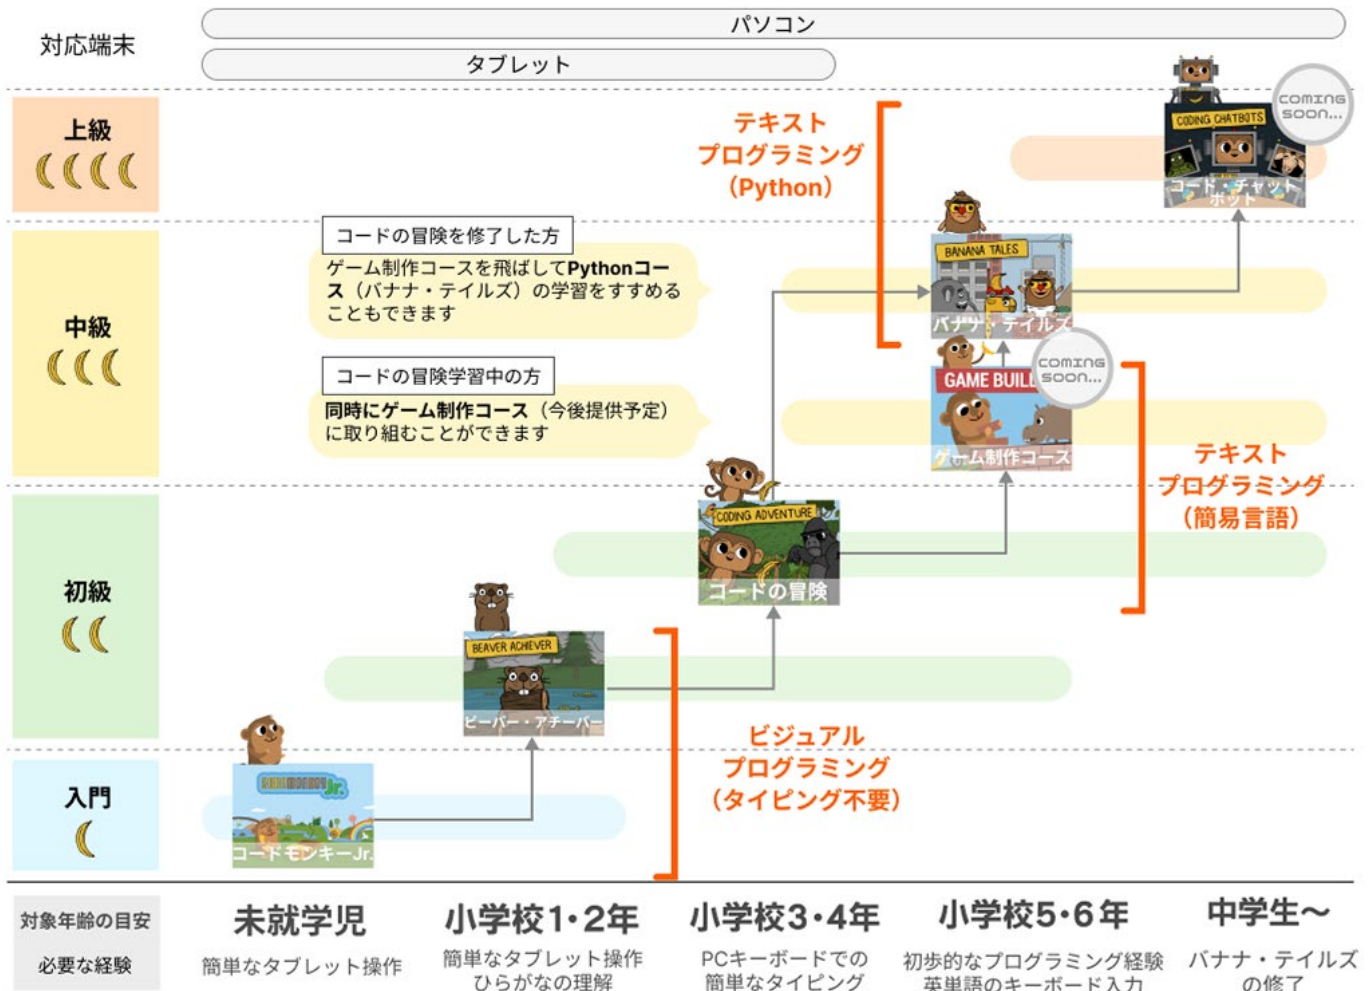 対応端末
パソコン
タブレット
上級
COMING
SOON...
CODING CHATBOTS
コード・チャット
ボット
テキスト
プログラミング
（Python）
中級
コードの冒険を修了した方
ゲーム制作コースを飛ばしてPythonコー
ス（バナナ・テイルズ）の学習をすすめる
こともできます
BANANA TALES
バナナ・テイルズ
コードの冒険学習中の方
同時にゲーム制作コース（今後提供予定）
に取り組むことができます
COMING
SOON...
GAME BUIL
ゲーム制作コース
テキスト
プログラミング
（簡易言語）
初級
CODING ADVENTURE
コードの冒険
BEAVER ACHIEVER
ビーバー・アチーバー
ビジュアル
プログラミング
（タイピング不要）
入門
Jr.
コードモンキーJr.
対象年齢の目安
未就学児
小学校1・2年
小学校3・4年
小学校5・6年
中学生～
必要な経験
簡単なタブレット操作
簡単なタブレット操作
ひらがなの理解
PCキーボードでの
簡単なタイピング
初歩的なプログラミング経験
英単語のキーボード入力
バナナ・テイルズ
の修了